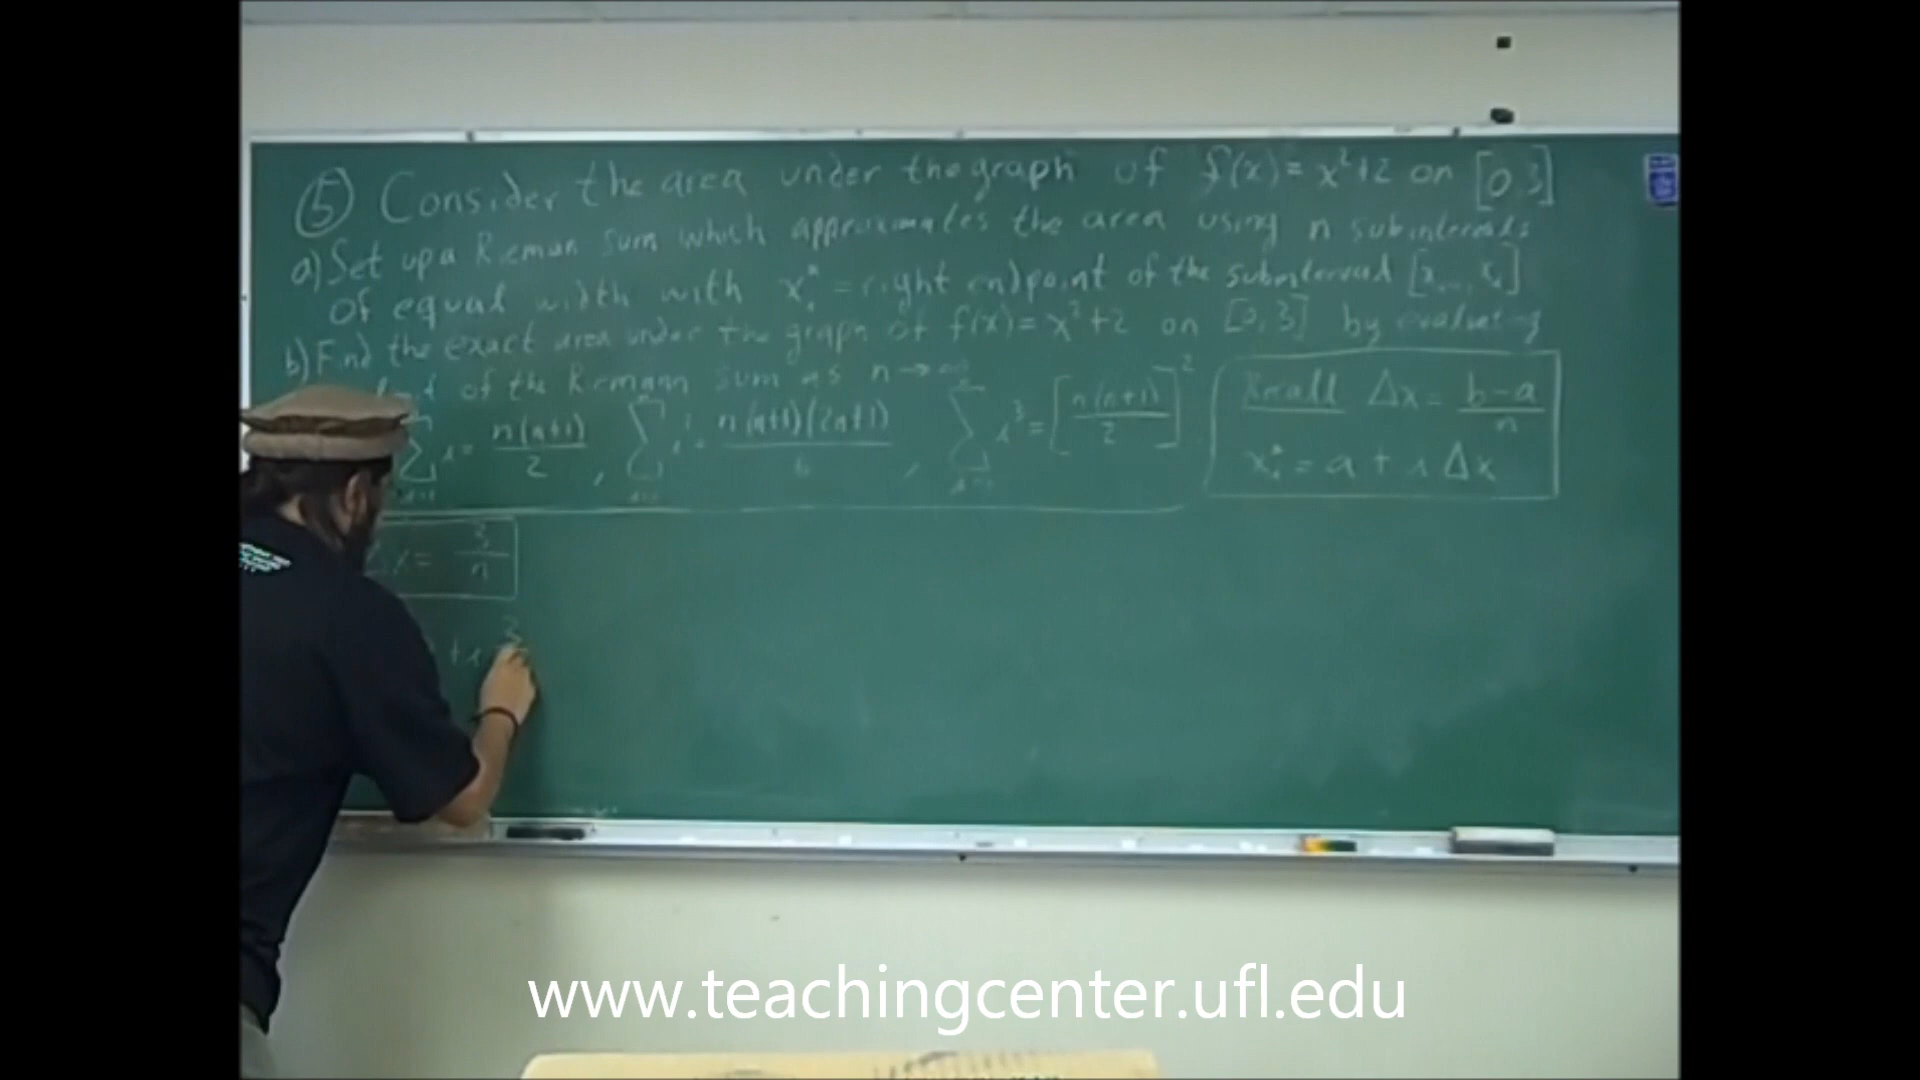 ⑤ Consider the area under the graph of f(x) = x²+2 on [0,3]
a) Set up a Rieman sum which approximates the area using n subintervals
of equal width with xᵢ* = right endpoint of the subinterval [xᵢ₋₁, xᵢ]
b) Find the exact area under the graph of f(x) = x²+2 on [0,3] by evaluating
of the Riemann sum as n → ∞
∑ i = n(n+1)/2 , ∑ i² = n(n+1)(2n+1)/6 , ∑ i³ = [n(n+1)/2]²
Recall Δx = b-a/n
xᵢ* = a + i Δx
Δx = 3/n
+ i 3
www.teachingcenter.ufl.edu